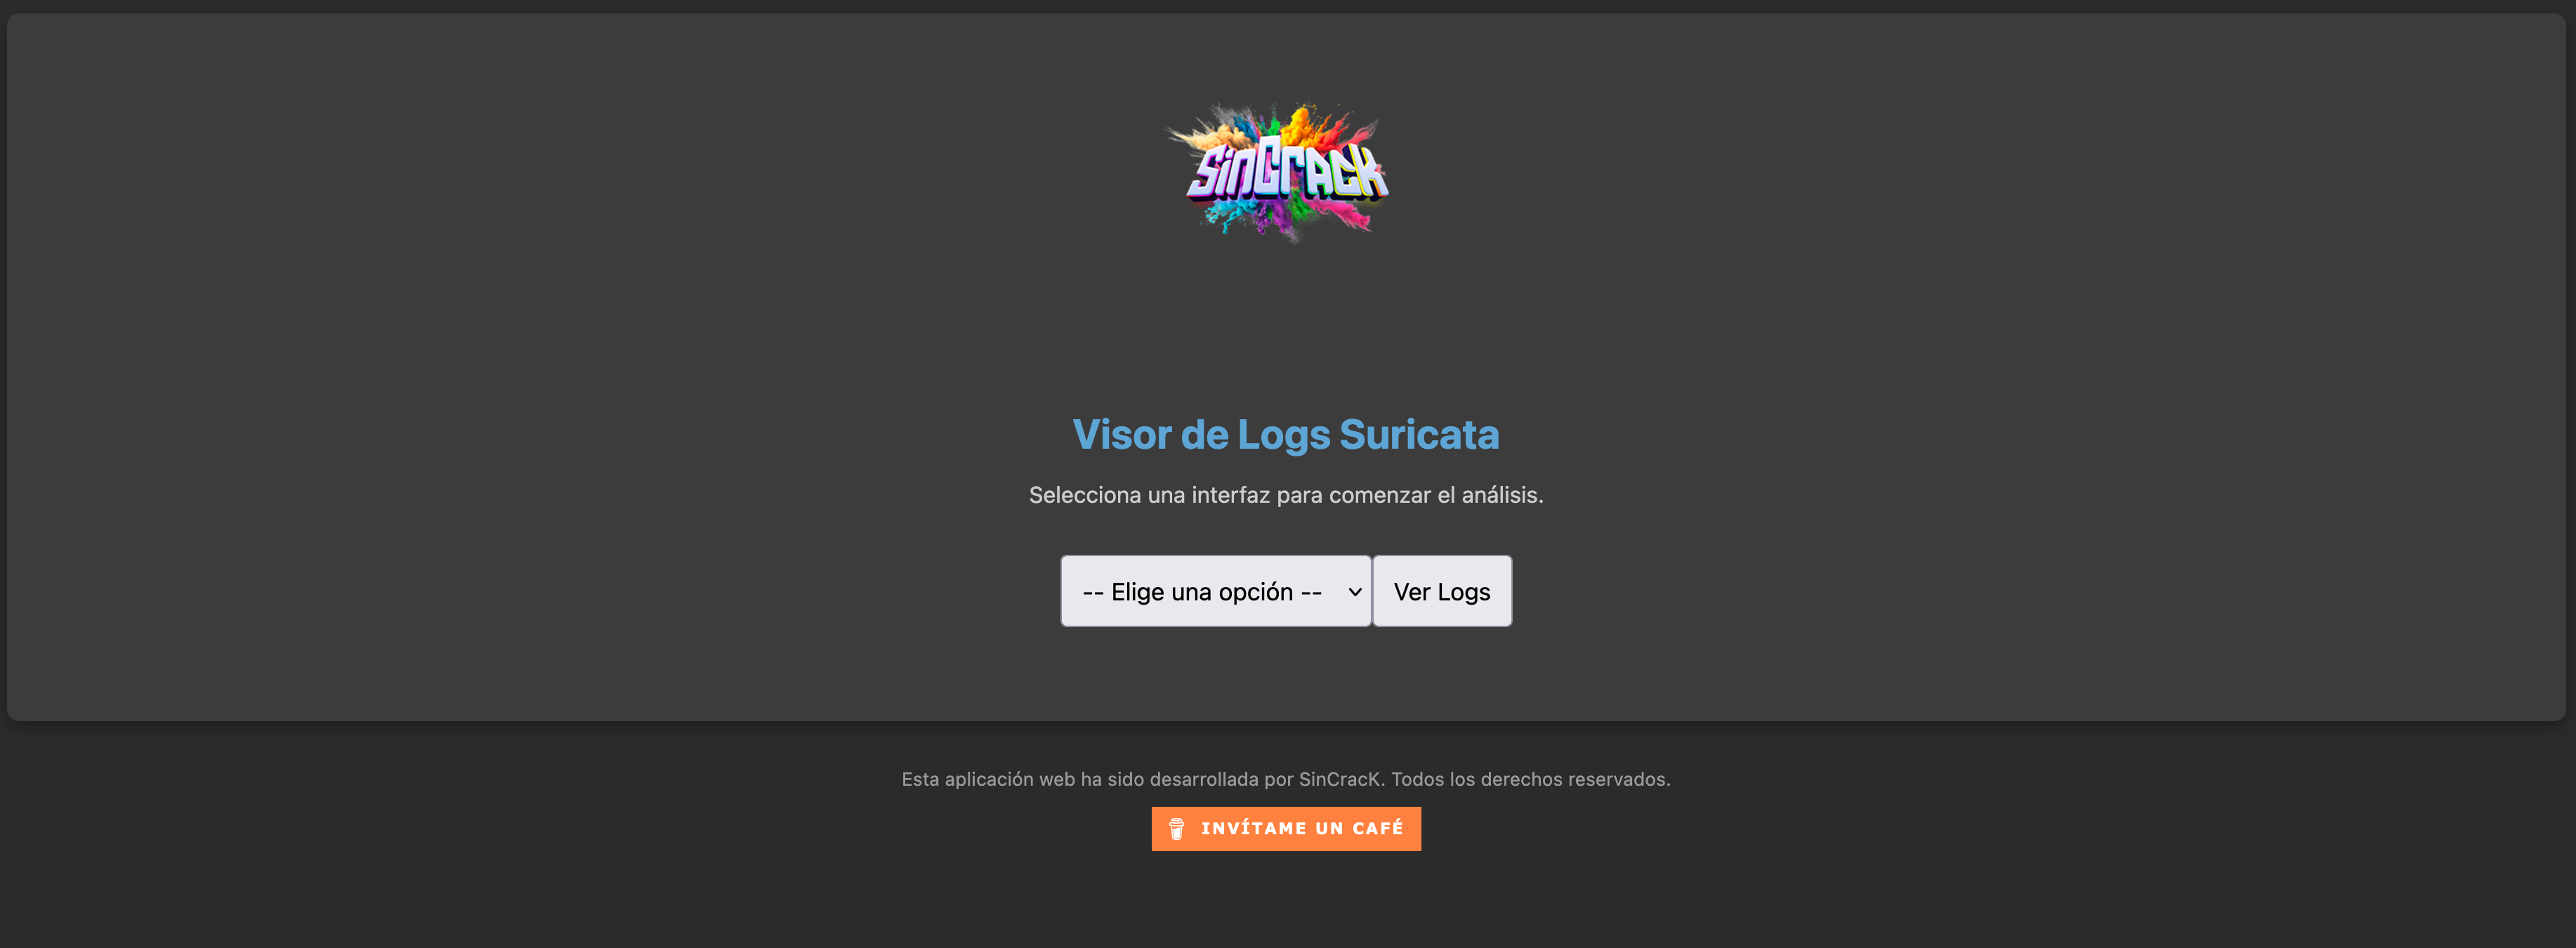 SinCrack
Visor de Logs Suricata
Selecciona una interfaz para comenzar el análisis.
-- Elige una opción --
Ver Logs
Esta aplicación web ha sido desarrollada por SinCracK. Todos los derechos reservados.
INVÍTAME UN CAFÉ